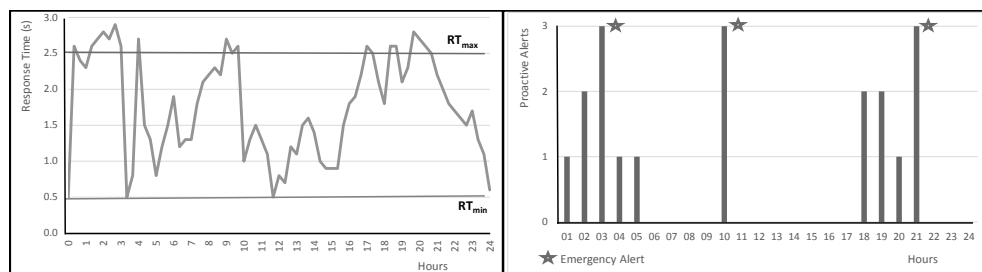 3.0
2.5
2.0
1.5
1.0
0.5
0.0
Response Time (s)
RTmax
RTmin
0 1 2 3 4 5 6 7 8 9 10 11 12 13 14 15 16 17 18 19 20 21 22 23 24
Hours
3
2
1
0
Proactive Alerts
01 02 03 04 05 06 07 08 09 10 11 12 13 14 15 16 17 18 19 20 21 22 23 24
Emergency Alert
Hours